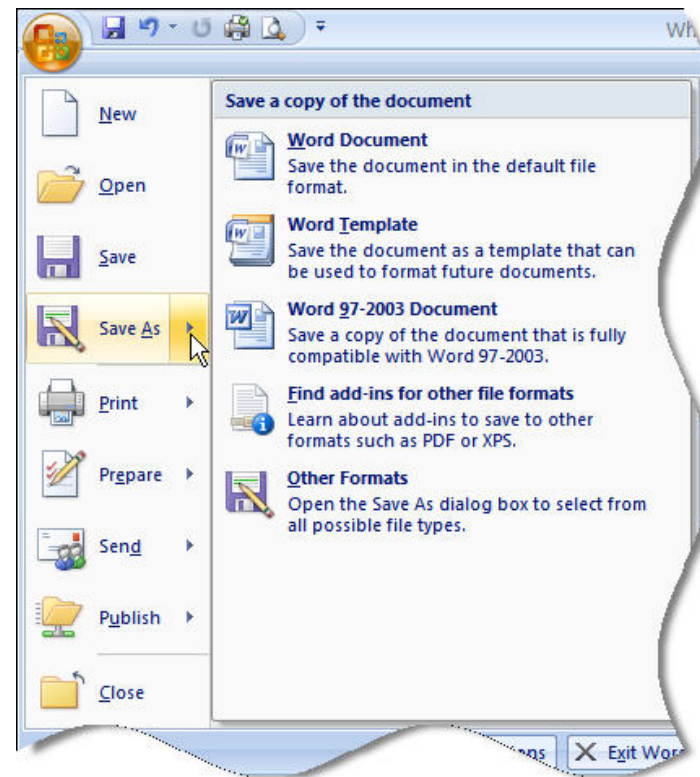 Wh
New
Open
Save
Save As
Print
Prepare
Send
Publish
Close
Save a copy of the document
Word Document
Save the document in the default file
format.
Word Template
Save the document as a template that can
be used to format future documents.
Word 97-2003 Document
Save a copy of the document that is fully
compatible with Word 97-2003.
Find add-ins for other file formats
Learn about add-ins to save to other
formats such as PDF or XPS.
Other Formats
Open the Save As dialog box to select from
all possible file types.
Exit Wor